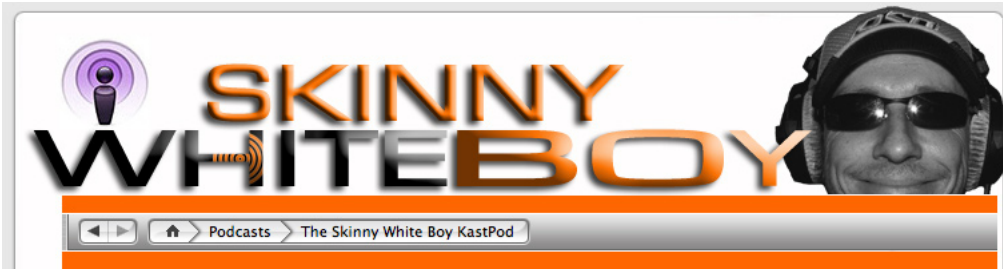 SKINNY
WHITEBOY
Podcasts
The Skinny White Boy KastPod